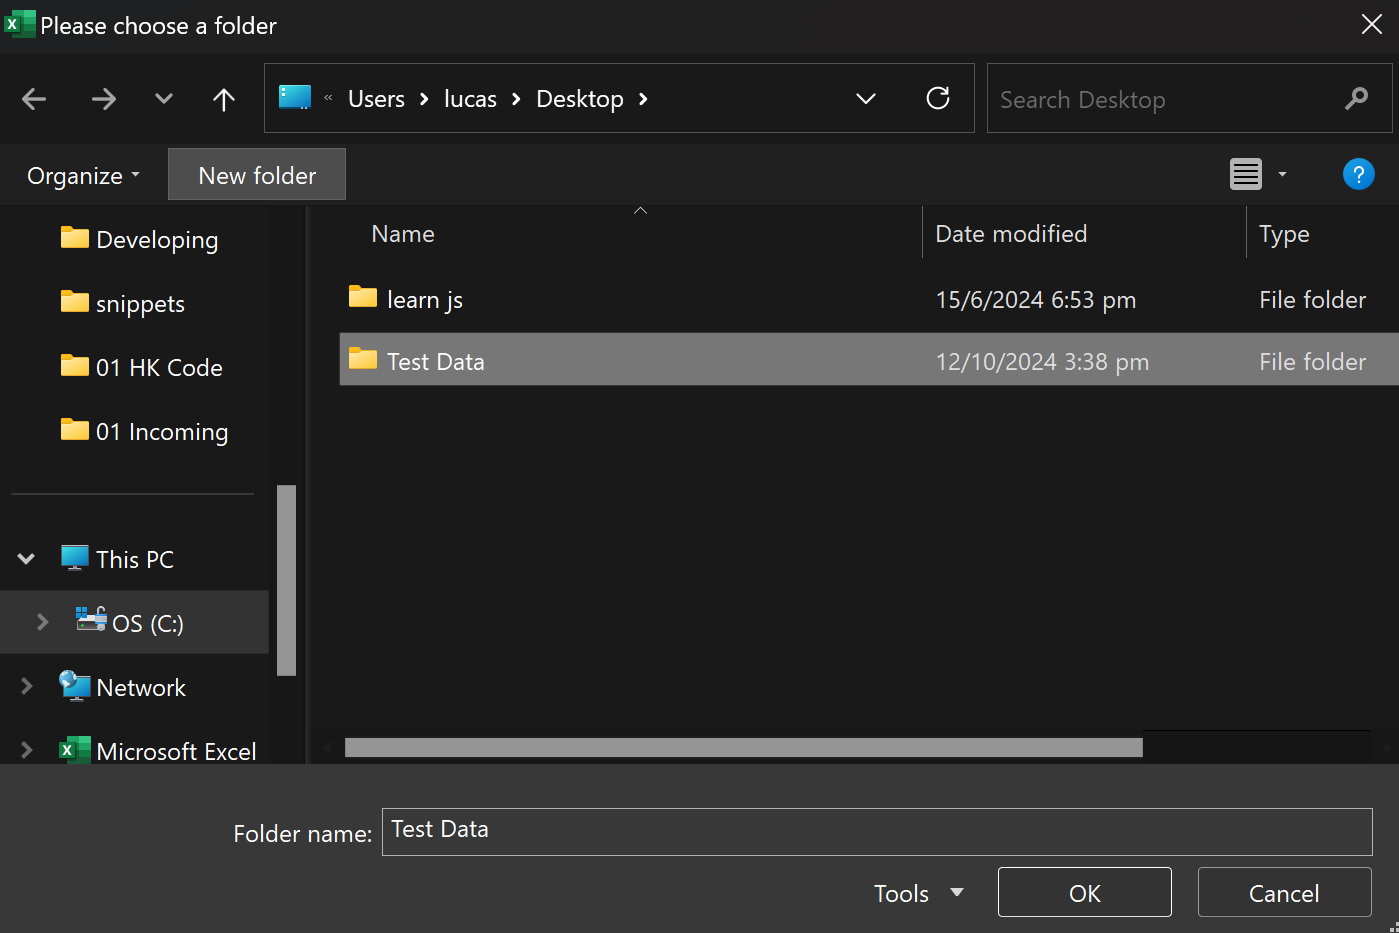 Please choose a folder
« Users > lucas > Desktop >
Search Desktop
Organize
New folder
?
Developing
snippets
01 HK Code
01 Incoming
This PC
OS (C:)
Network
X Microsoft Excel
Name Date modified Type
learn js 15/6/2024 6:53 pm File folder
Test Data 12/10/2024 3:38 pm File folder
Folder name: Test Data
Tools OK Cancel